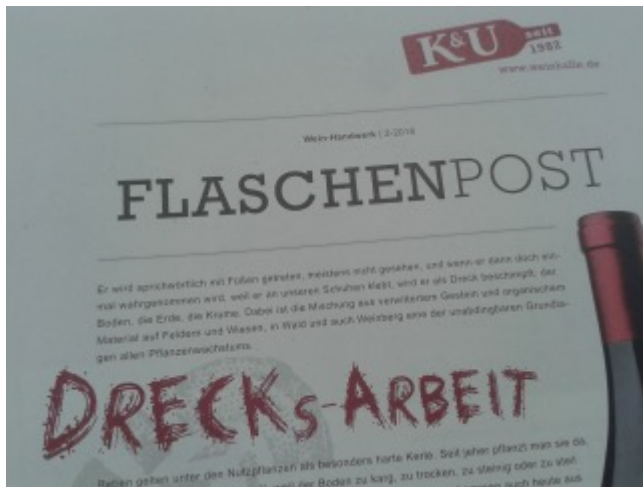 K&U
seit
1982
www.weinhalle.de
Wein-Handwerk | 2-2016
FLASCHENPOST
Er wird sprichwörtlich mit Füßen getreten, meistens nicht gesehen, und wenn er dann doch ein-
mal wahrgenommen wird, weil er an unseren Schuhen klebt, wird er als Dreck beschimpft: der
Boden, die Erde, die Krume. Dabei ist die Mischung aus verwittertem Gestein und organischem
Material auf Feldern und Wiesen, in Wald und auch Weinberg eine der unabdingbaren Grundla-
gen allen Pflanzenwachstums.
DRECKs-ARBEIT
Reben gelten unter den Nutzpflanzen als besonders harte Kerle. Seit jeher pflanzt man sie da,
weil der Boden zu karg, zu trocken, zu steinig oder zu steil
auch heute aus